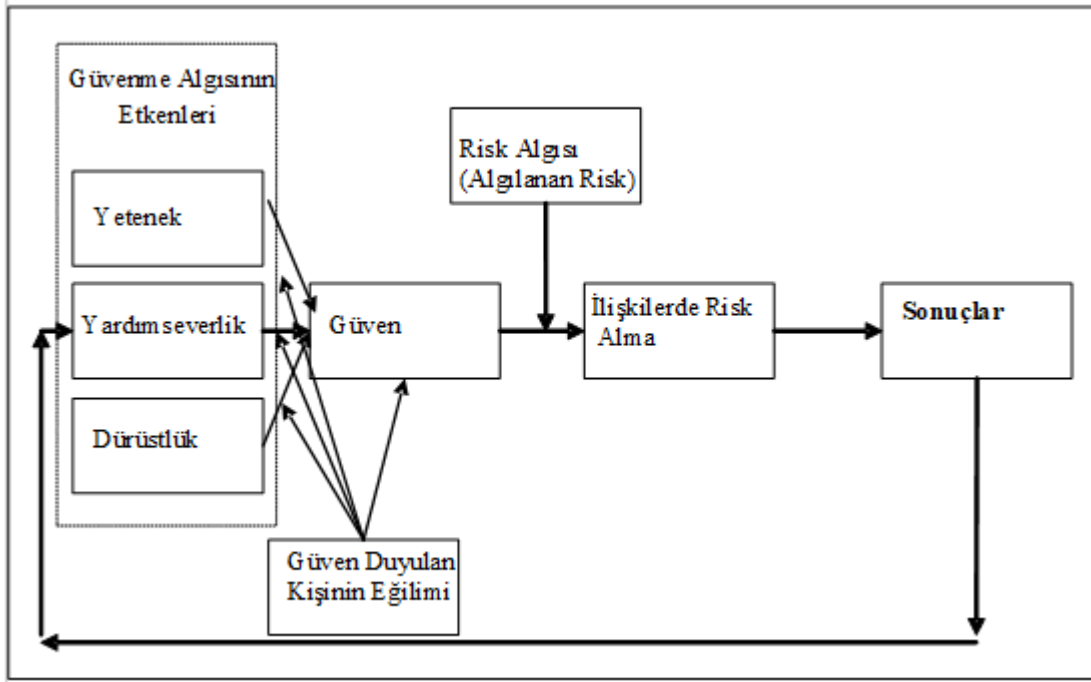 Güvenme Algısının
Etkenleri
Risk Algısı
(Algılanan Risk)
Yetenek
Yardımseverlik
Güven
İlişkilerde Risk
Alma
Sonuçlar
Dürüstlük
Güven Duyulan
Kişinin Eğilimi